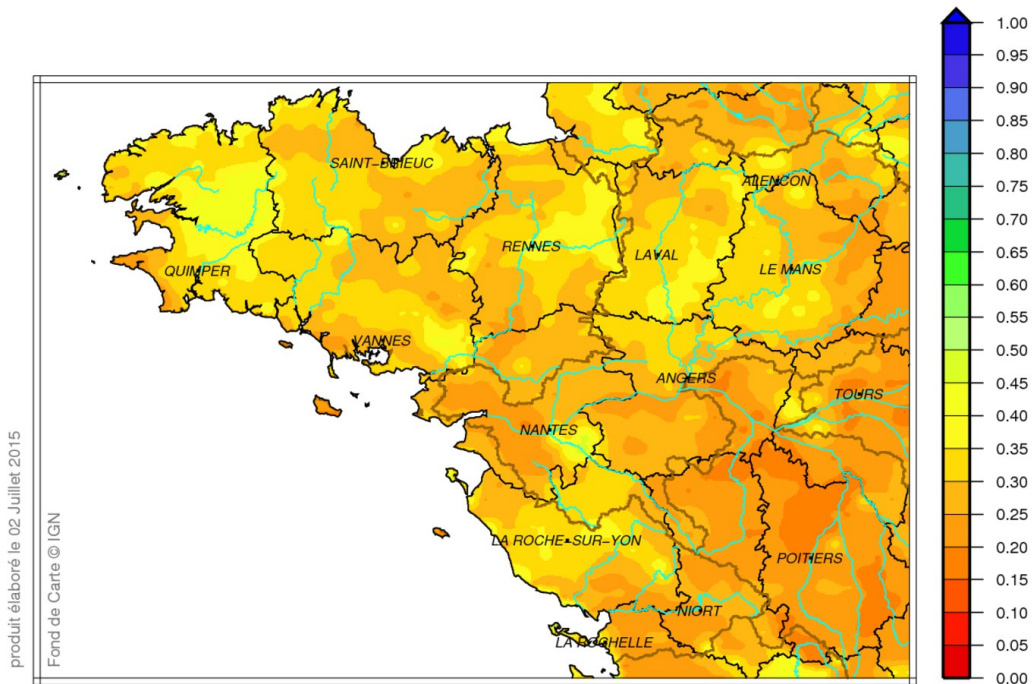 1.00
0.95
0.90
0.85
0.80
0.75
0.70
0.65
0.60
0.55
0.50
0.45
0.40
0.35
0.30
0.25
0.20
0.15
0.10
0.05
0.00
SAINT-BRIEUC
ALENCON
RENNES
LAVAL
QUIMPER
LE MANS
VANNES
ANGERS
TOURS
NANTES
LA ROCHE-SUR-YON
POITIERS
NIORT
LA ROCHELLE
produit élaboré le 02 Juillet 2015
Fond de Carte © IGN